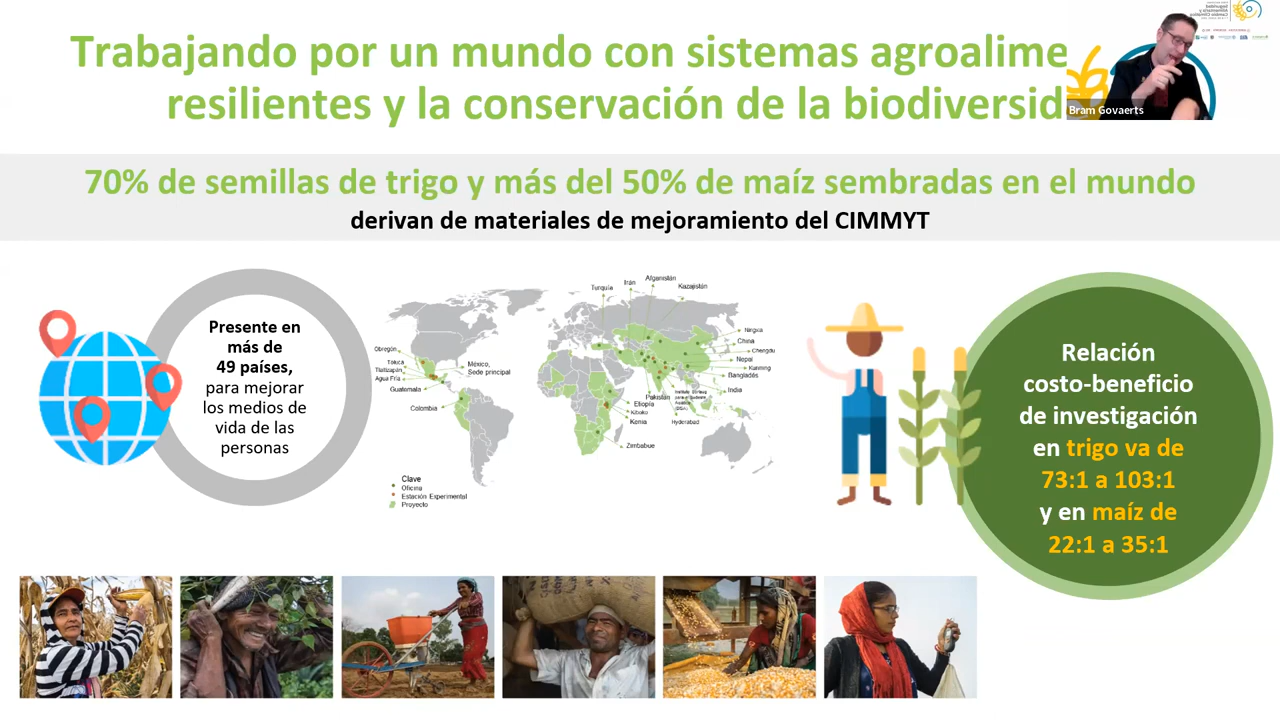 Trabajando por un mundo con sistemas agroalime
resilientes y la conservación de la biodiversid
Bram Govaerts
70% de semillas de trigo y más del 50% de maíz sembradas en el mundo
derivan de materiales de mejoramiento del CIMMYT
Presente en
más de
49 países,
para mejorar
los medios de
vida de las
personas
Turquía
Irán
Afganistán
Kazajistán
Ningxia
China
Chengdu
Nepal
Kunming
Bangladés
India
Pakistán
Hyderabad
Etiopía
Kiboko
Kenia
Zimbabue
Obregón
Toluca
Tlaltizapán
Agua Fría
Guatemala
Colombia
México,
Sede principal
Clave
Oficina
Estación Experimental
Proyecto
Relación
costo-beneficio
de investigación
en trigo va de
73:1 a 103:1
y en maíz de
22:1 a 35:1